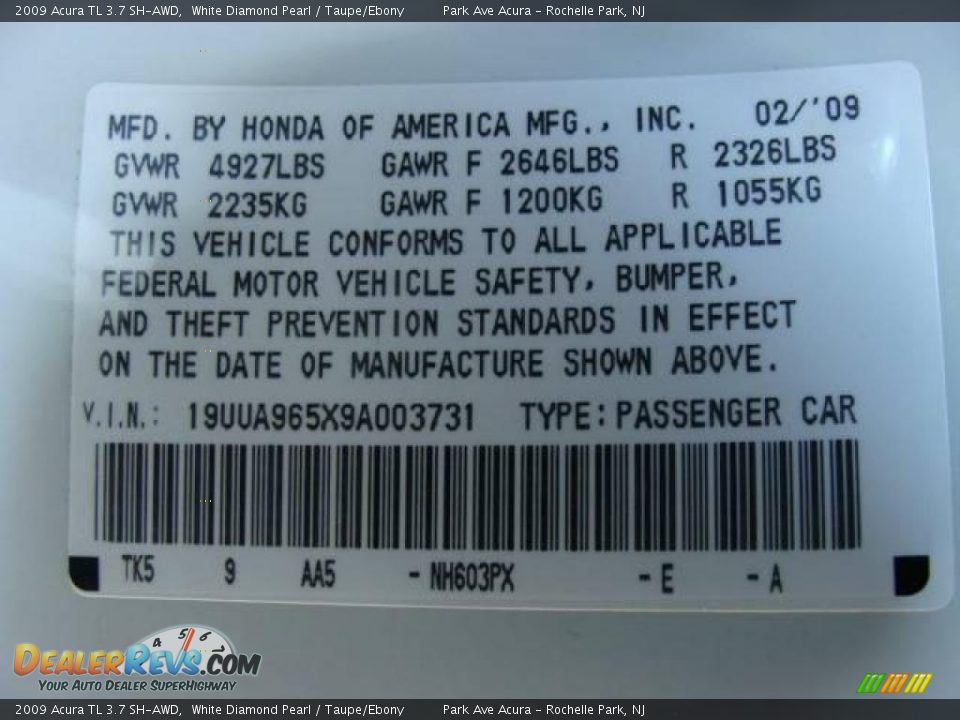 2009 Acura TL 3.7 SH-AWD, White Diamond Pearl / Taupe/Ebony Park Ave Acura - Rochelle Park, NJ
MFD. BY HONDA OF AMERICA MFG., INC. 02/'09
GVWR 4927LBS GAWR F 2646LBS R 2326LBS
GVWR 2235KG GAWR F 1200KG R 1055KG
THIS VEHICLE CONFORMS TO ALL APPLICABLE
FEDERAL MOTOR VEHICLE SAFETY, BUMPER,
AND THEFT PREVENTION STANDARDS IN EFFECT
ON THE DATE OF MANUFACTURE SHOWN ABOVE.
V.I.N.: 19UUA965X9A003731 TYPE: PASSENGER CAR
TK5 9 AA5 -NH603PX -E -A
4 5 6 7
DEALERREVS.COM
YOUR AUTO DEALER SUPERHIGHWAY
2009 Acura TL 3.7 SH-AWD, White Diamond Pearl / Taupe/Ebony Park Ave Acura - Rochelle Park, NJ